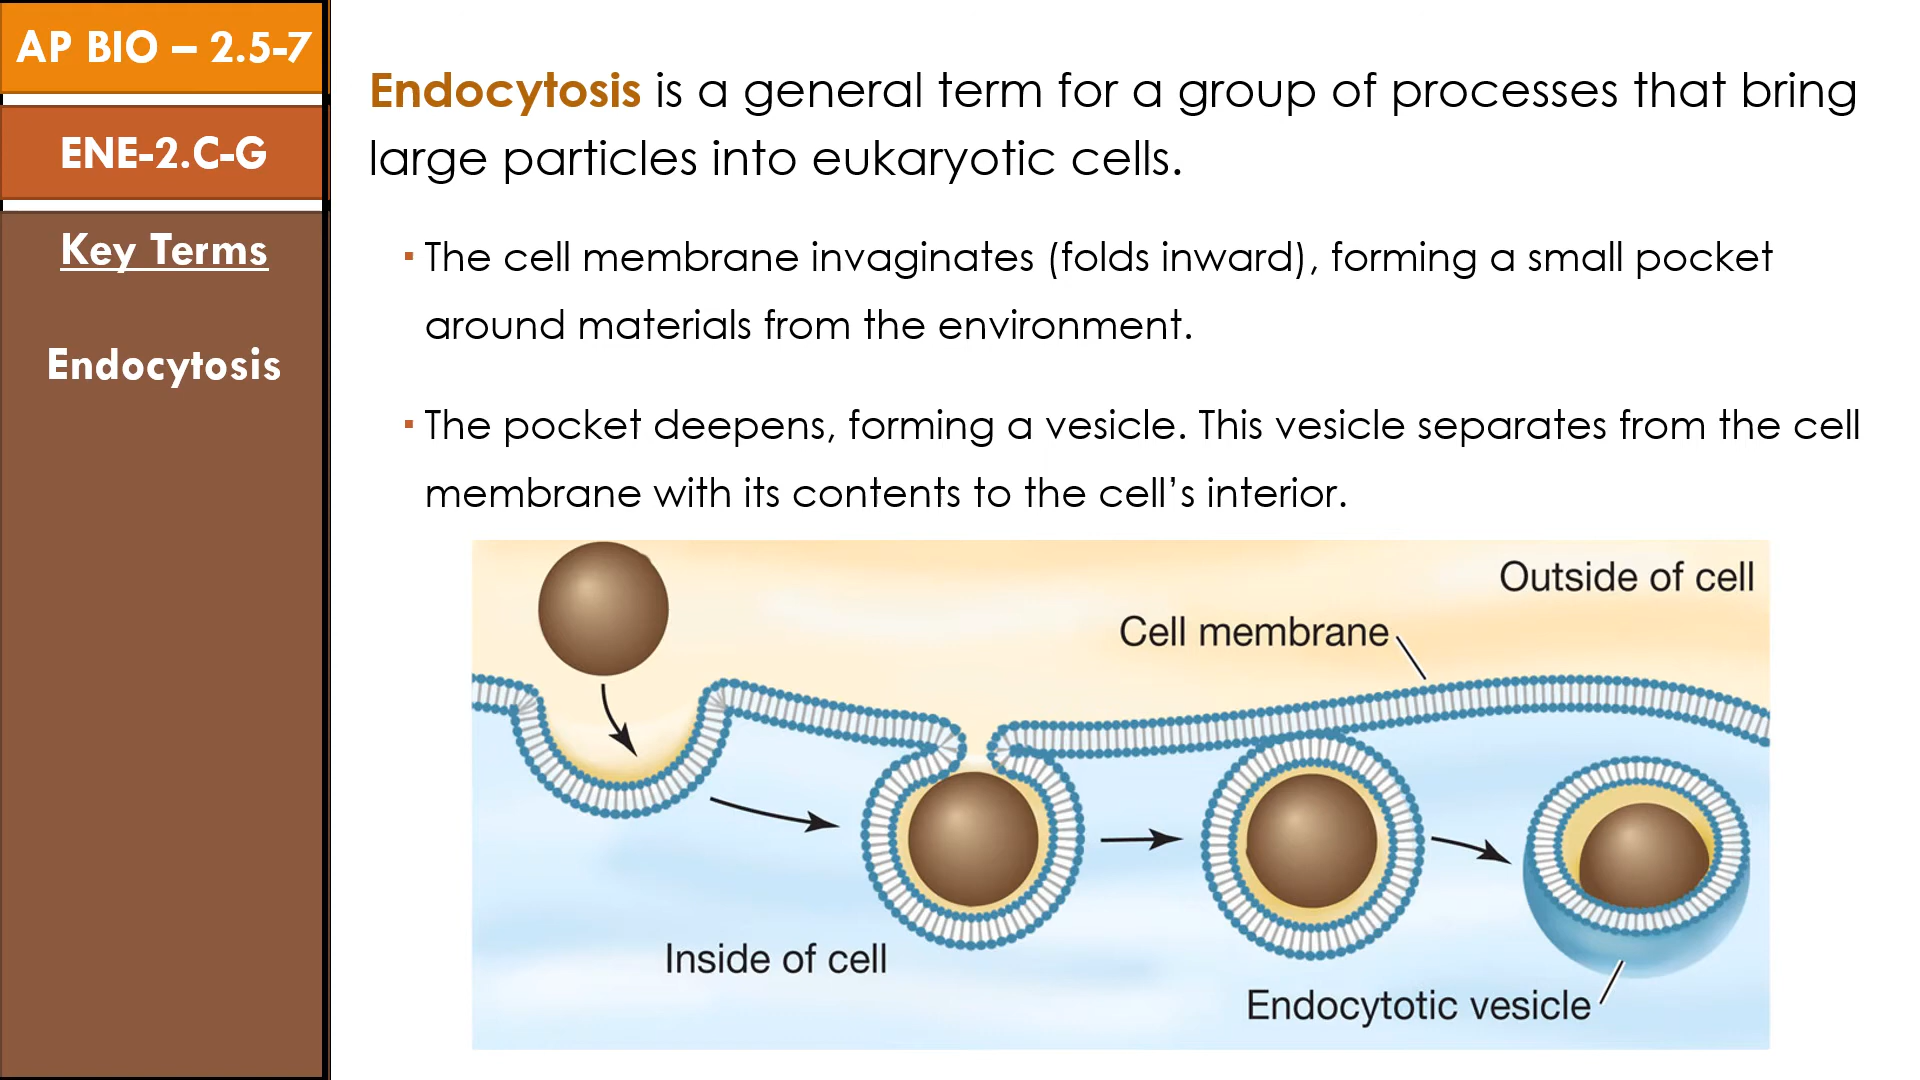 AP BIO – 2.5-7
ENE-2.C-G
Key Terms
Endocytosis
Endocytosis is a general term for a group of processes that bring
large particles into eukaryotic cells.
▪ The cell membrane invaginates (folds inward), forming a small pocket
around materials from the environment.
▪ The pocket deepens, forming a vesicle. This vesicle separates from the cell
membrane with its contents to the cell’s interior.
Outside of cell
Cell membrane
Inside of cell
Endocytotic vesicle